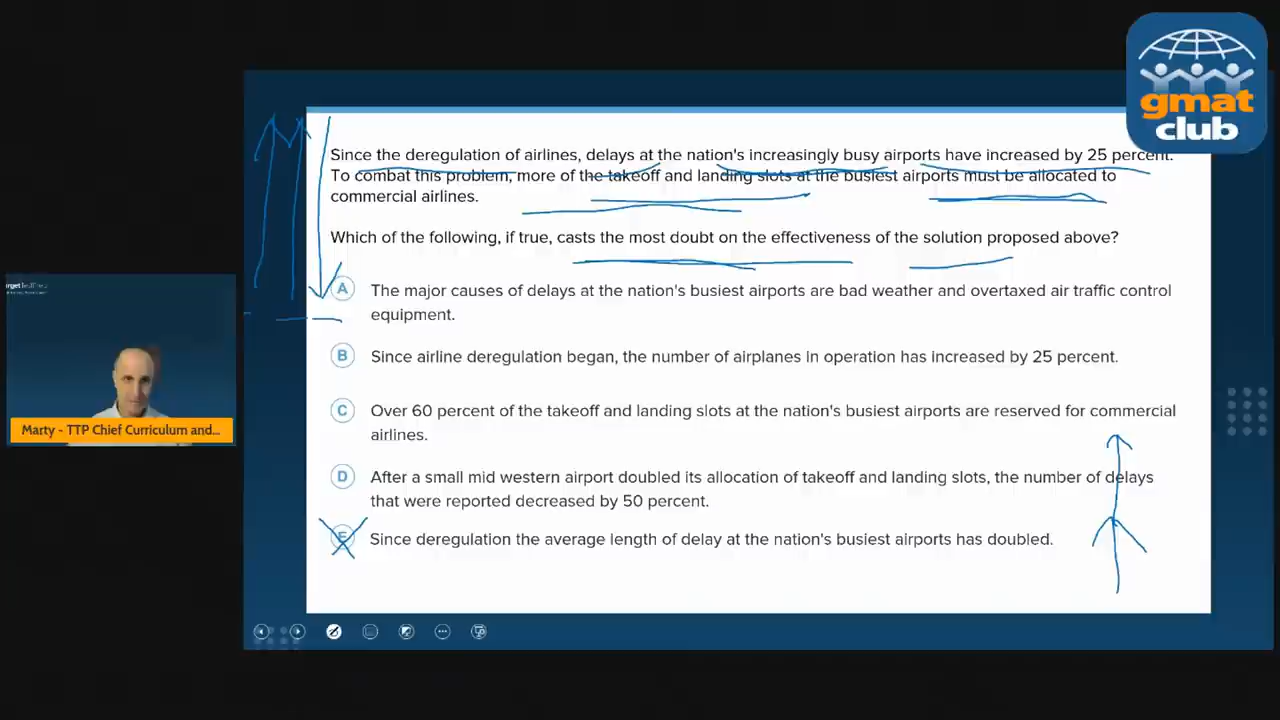 gmat
club
Since the deregulation of airlines, delays at the nation's increasingly busy airports have increased by 25 percent.
To combat this problem, more of the takeoff and landing slots at the busiest airports must be allocated to
commercial airlines.
Which of the following, if true, casts the most doubt on the effectiveness of the solution proposed above?
A The major causes of delays at the nation's busiest airports are bad weather and overtaxed air traffic control
equipment.
B Since airline deregulation began, the number of airplanes in operation has increased by 25 percent.
C Over 60 percent of the takeoff and landing slots at the nation's busiest airports are reserved for commercial
airlines.
D After a small mid western airport doubled its allocation of takeoff and landing slots, the number of delays
that were reported decreased by 50 percent.
E Since deregulation the average length of delay at the nation's busiest airports has doubled.
Marty - TTP Chief Curriculum and...